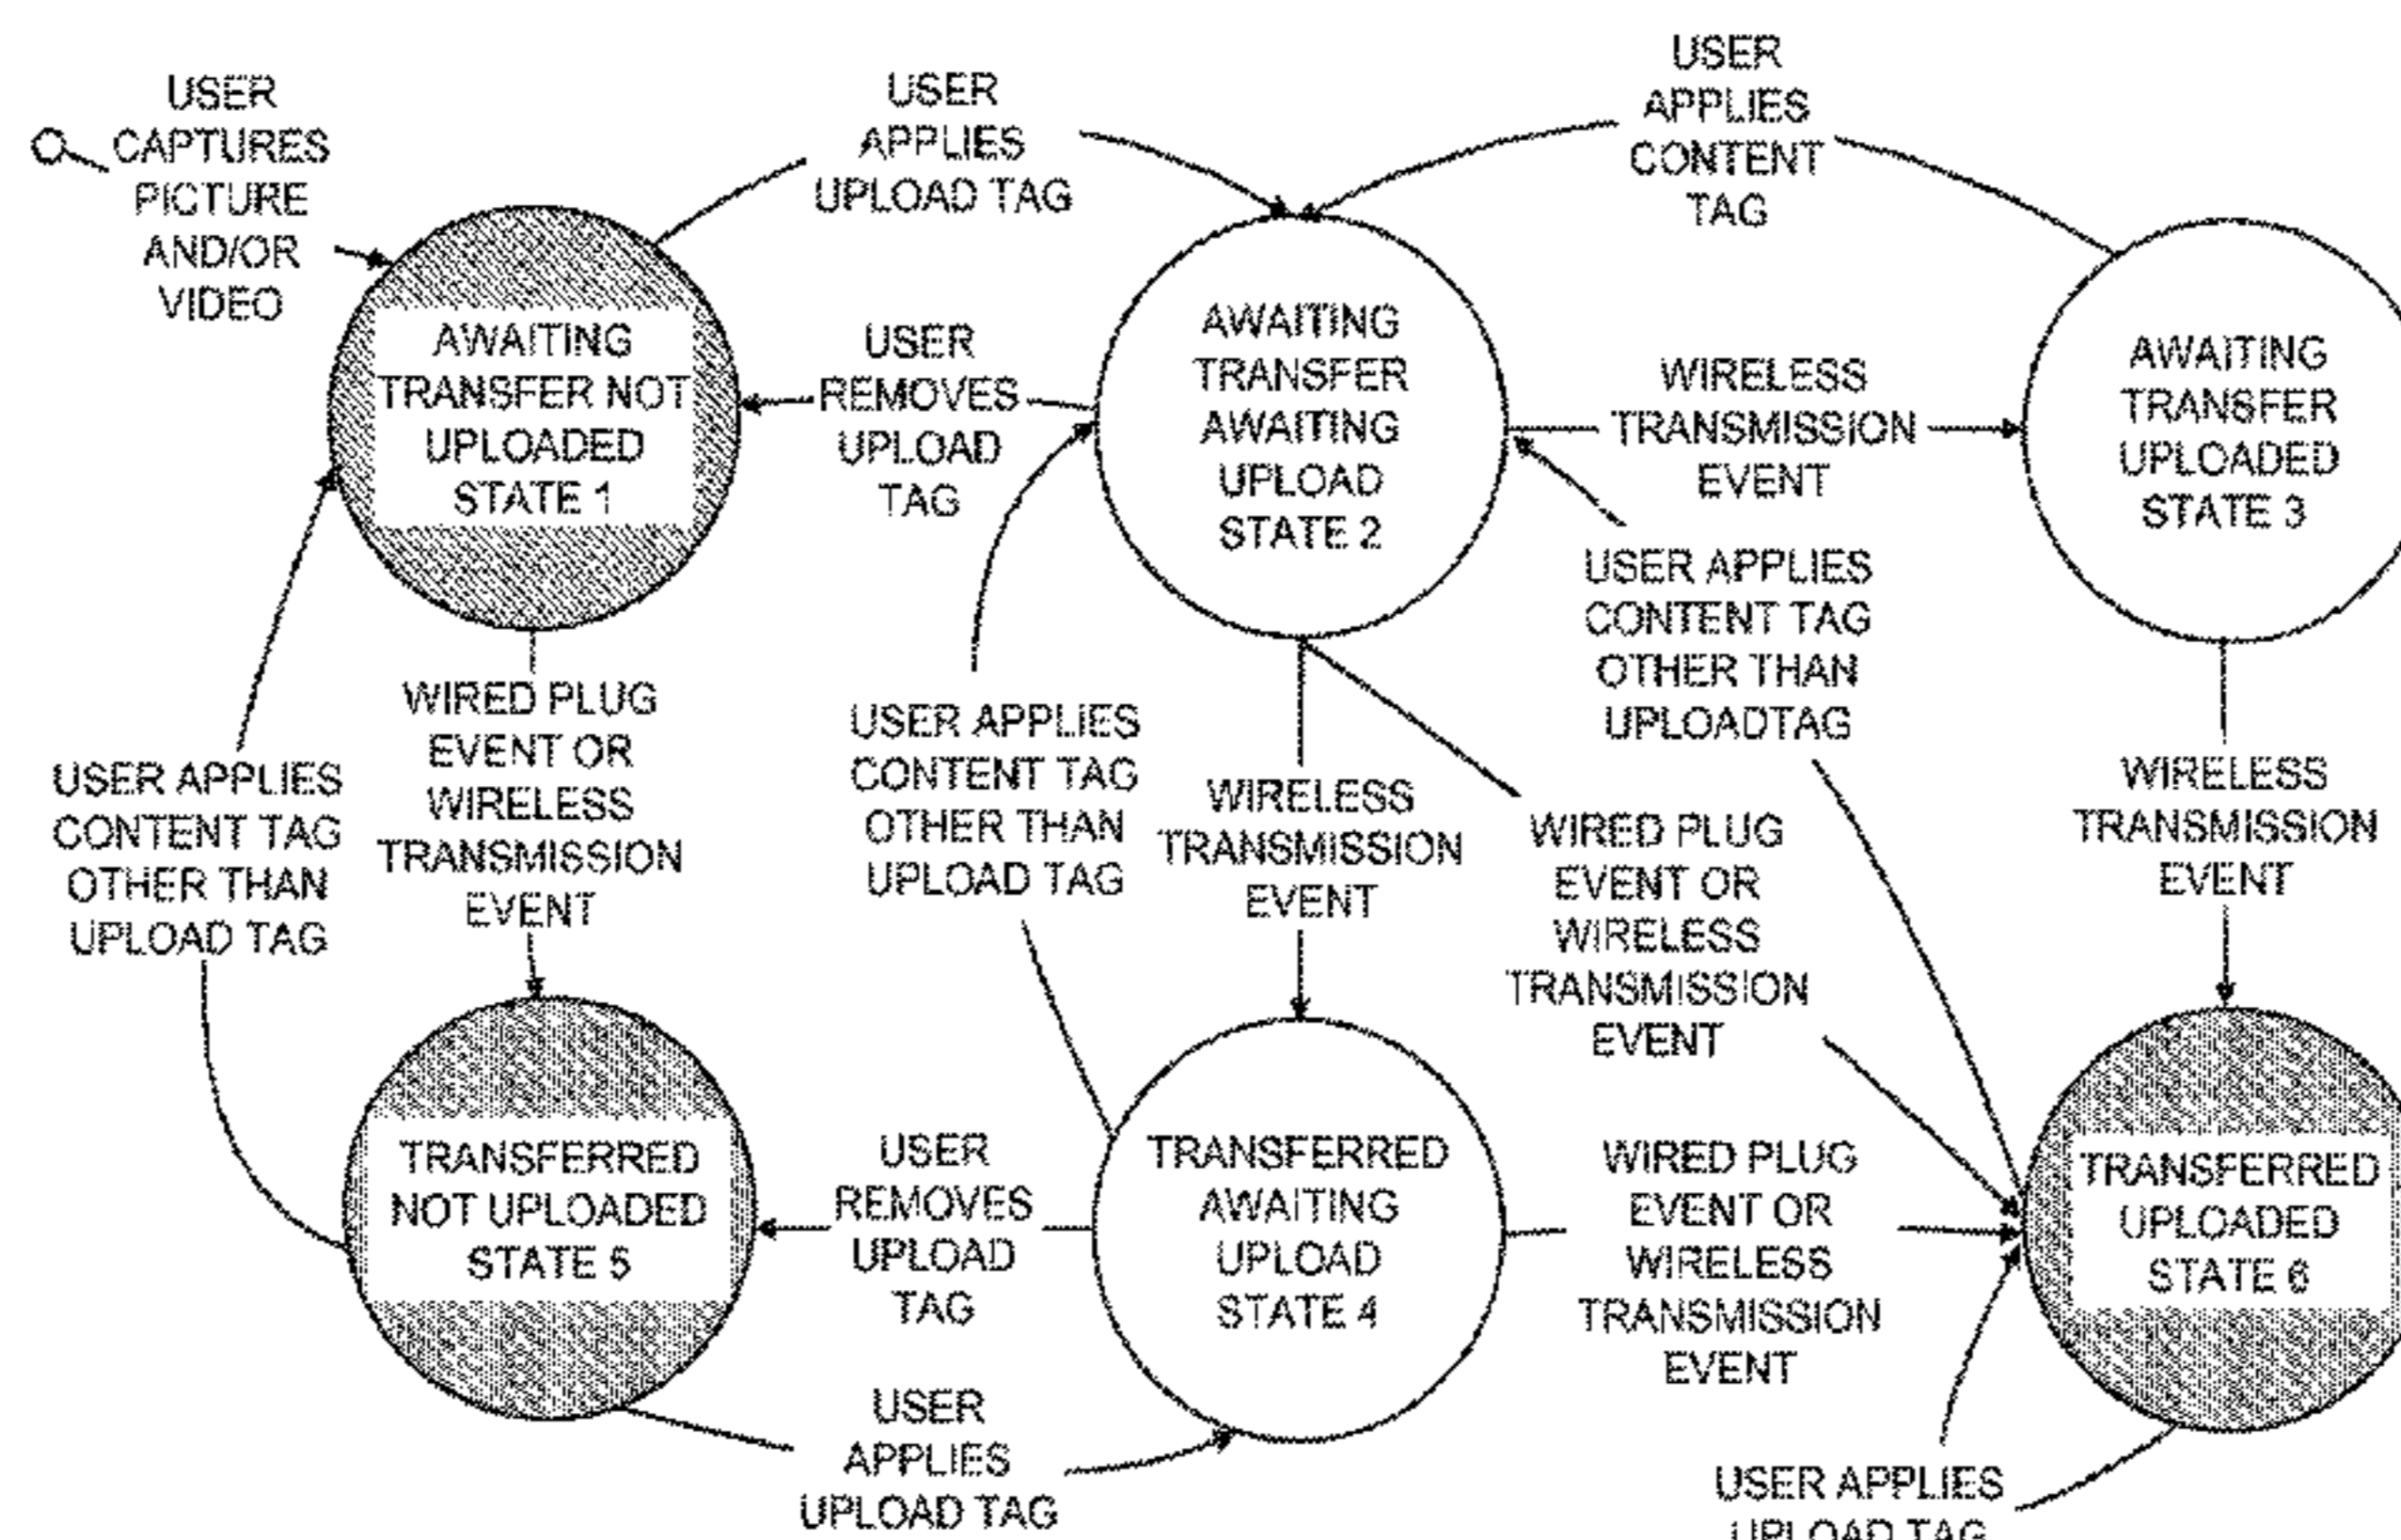 USER
CAPTURES
PICTURE
AND/OR
VIDEO
USER
APPLIES
UPLOAD TAG
USER
APPLIES
CONTENT
TAG
AWAITING
TRANSFER NOT
UPLOADED
STATE 1
USER
REMOVES
UPLOAD
TAG
AWAITING
TRANSFER
AWAITING
UPLOAD
STATE 2
WIRELESS
TRANSMISSION
EVENT
AWAITING
TRANSFER
UPLOADED
STATE 3
USER APPLIES
CONTENT TAG
OTHER THAN
UPLOAD TAG
WIRED PLUG
EVENT OR
WIRELESS
TRANSMISSION
EVENT
USER APPLIES
CONTENT TAG
OTHER THAN
UPLOAD TAG
WIRELESS
TRANSMISSION
EVENT
WIRED PLUG
EVENT OR
WIRELESS
TRANSMISSION
EVENT
USER APPLIES
CONTENT TAG
OTHER THAN
UPLOADTAG
WIRELESS
TRANSMISSION
EVENT
TRANSFERRED
NOT UPLOADED
STATE 5
USER
REMOVES
UPLOAD
TAG
TRANSFERRED
AWAITING
UPLOAD
STATE 4
WIRED PLUG
EVENT OR
WIRELESS
TRANSMISSION
EVENT
TRANSFERRED
UPLOADED
STATE 6
USER
APPLIES
UPLOAD TAG
USER APPLIES
UPLOAD TAG